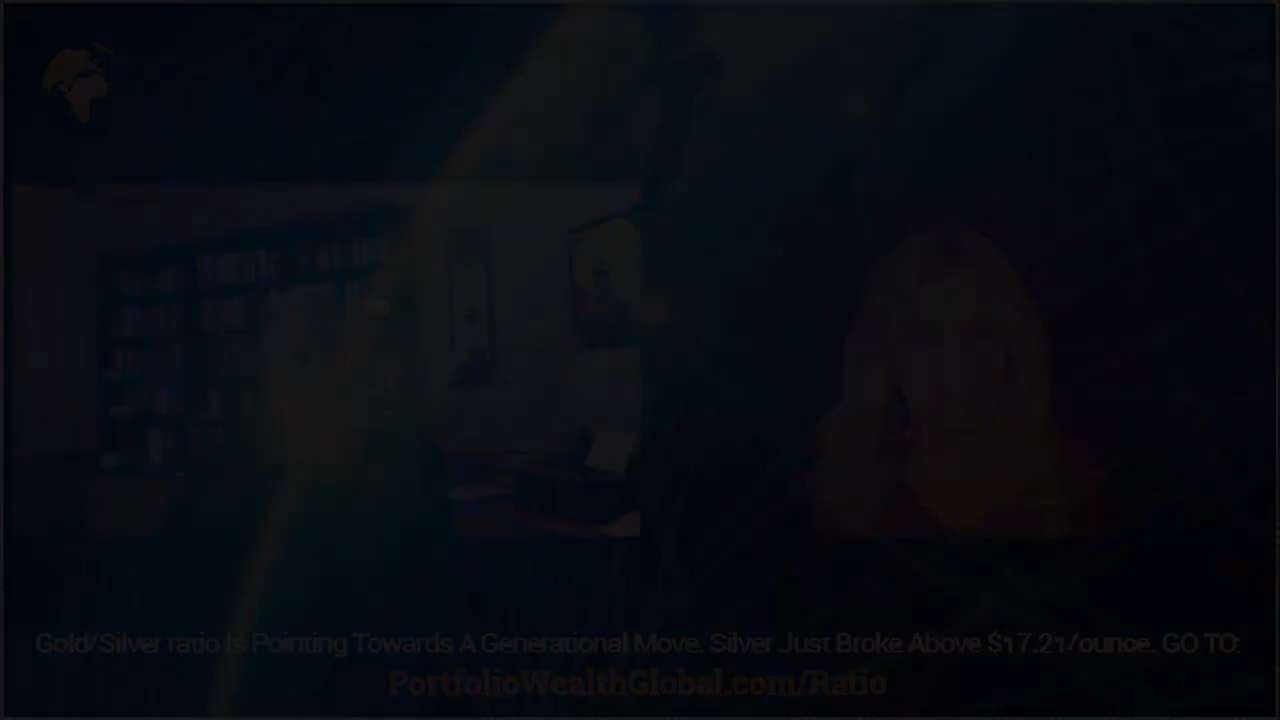 Gold/Silver ratio Is Pointing Towards A Generational Move. Silver Just Broke Above $17.21/ounce. GO TO:
PortfolioWealthGlobal.com/Ratio